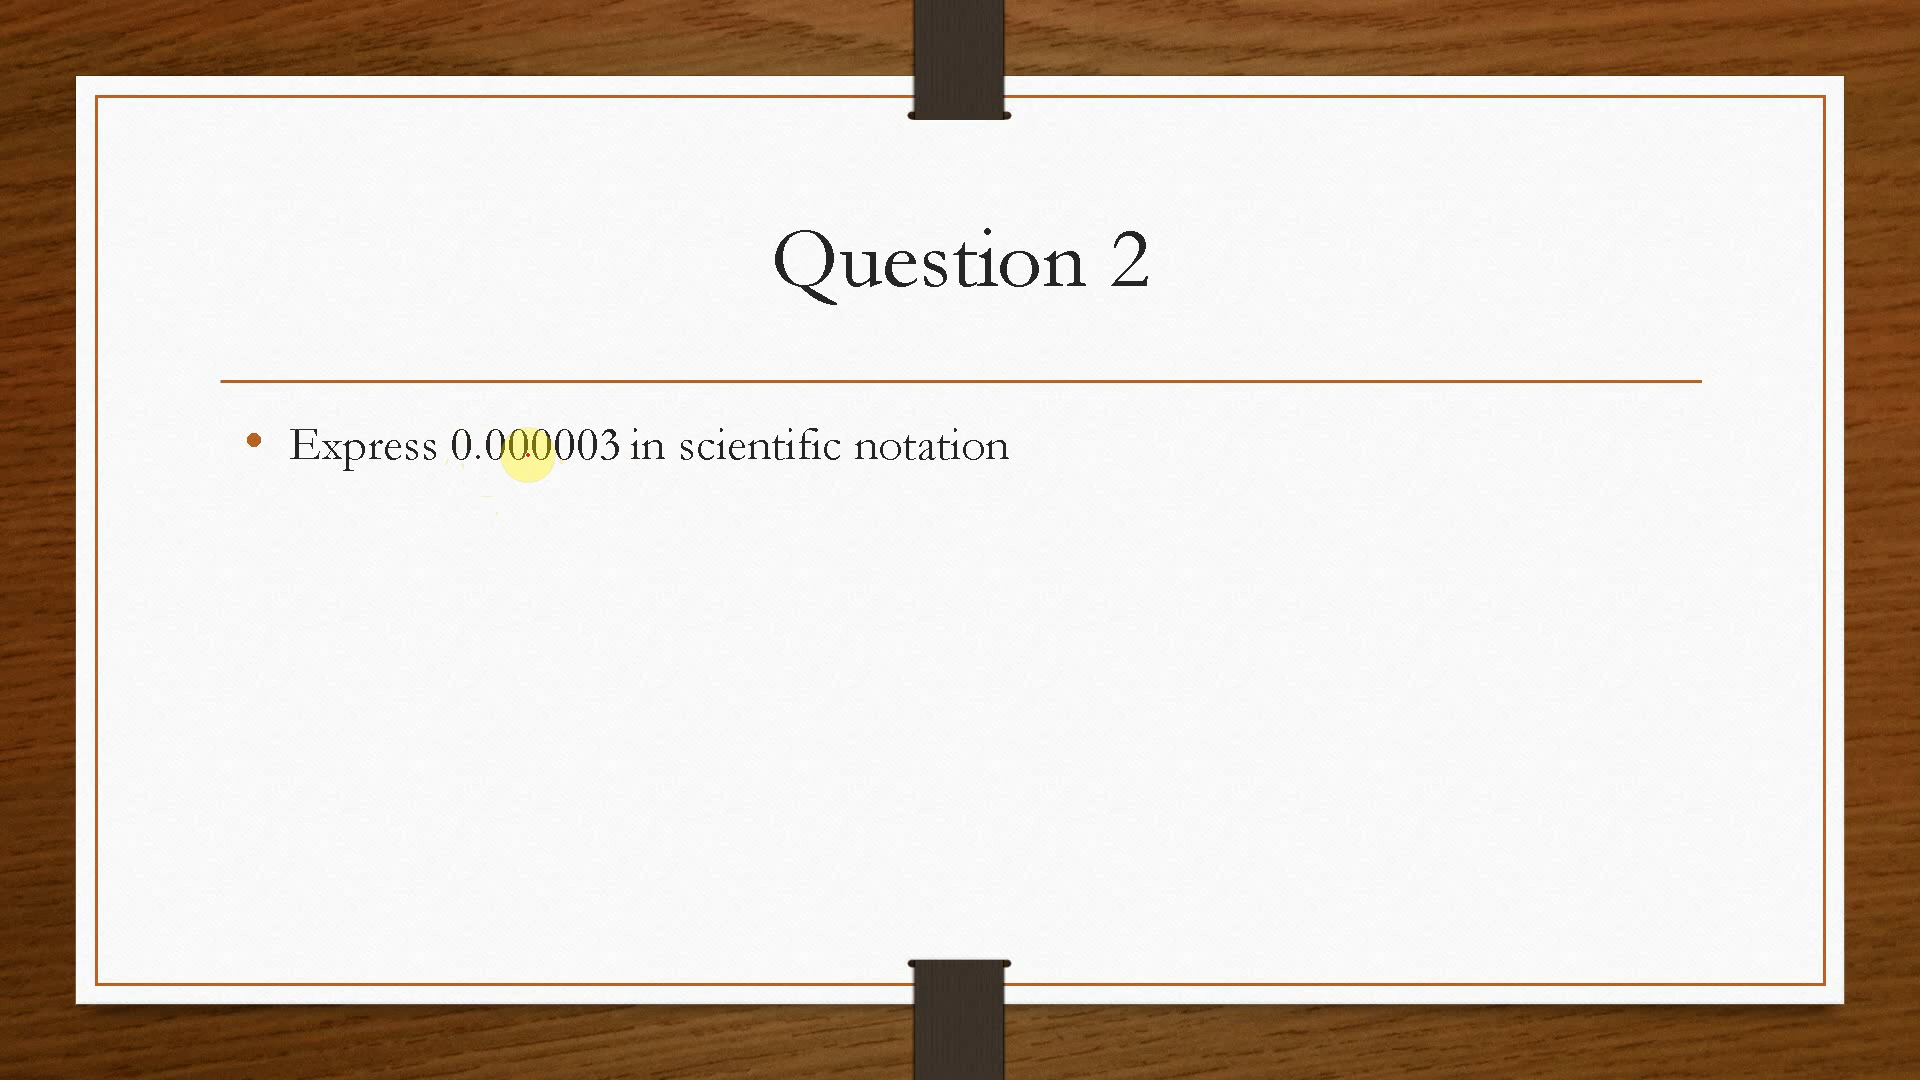 Question 2
Express 0.000003 in scientific notation